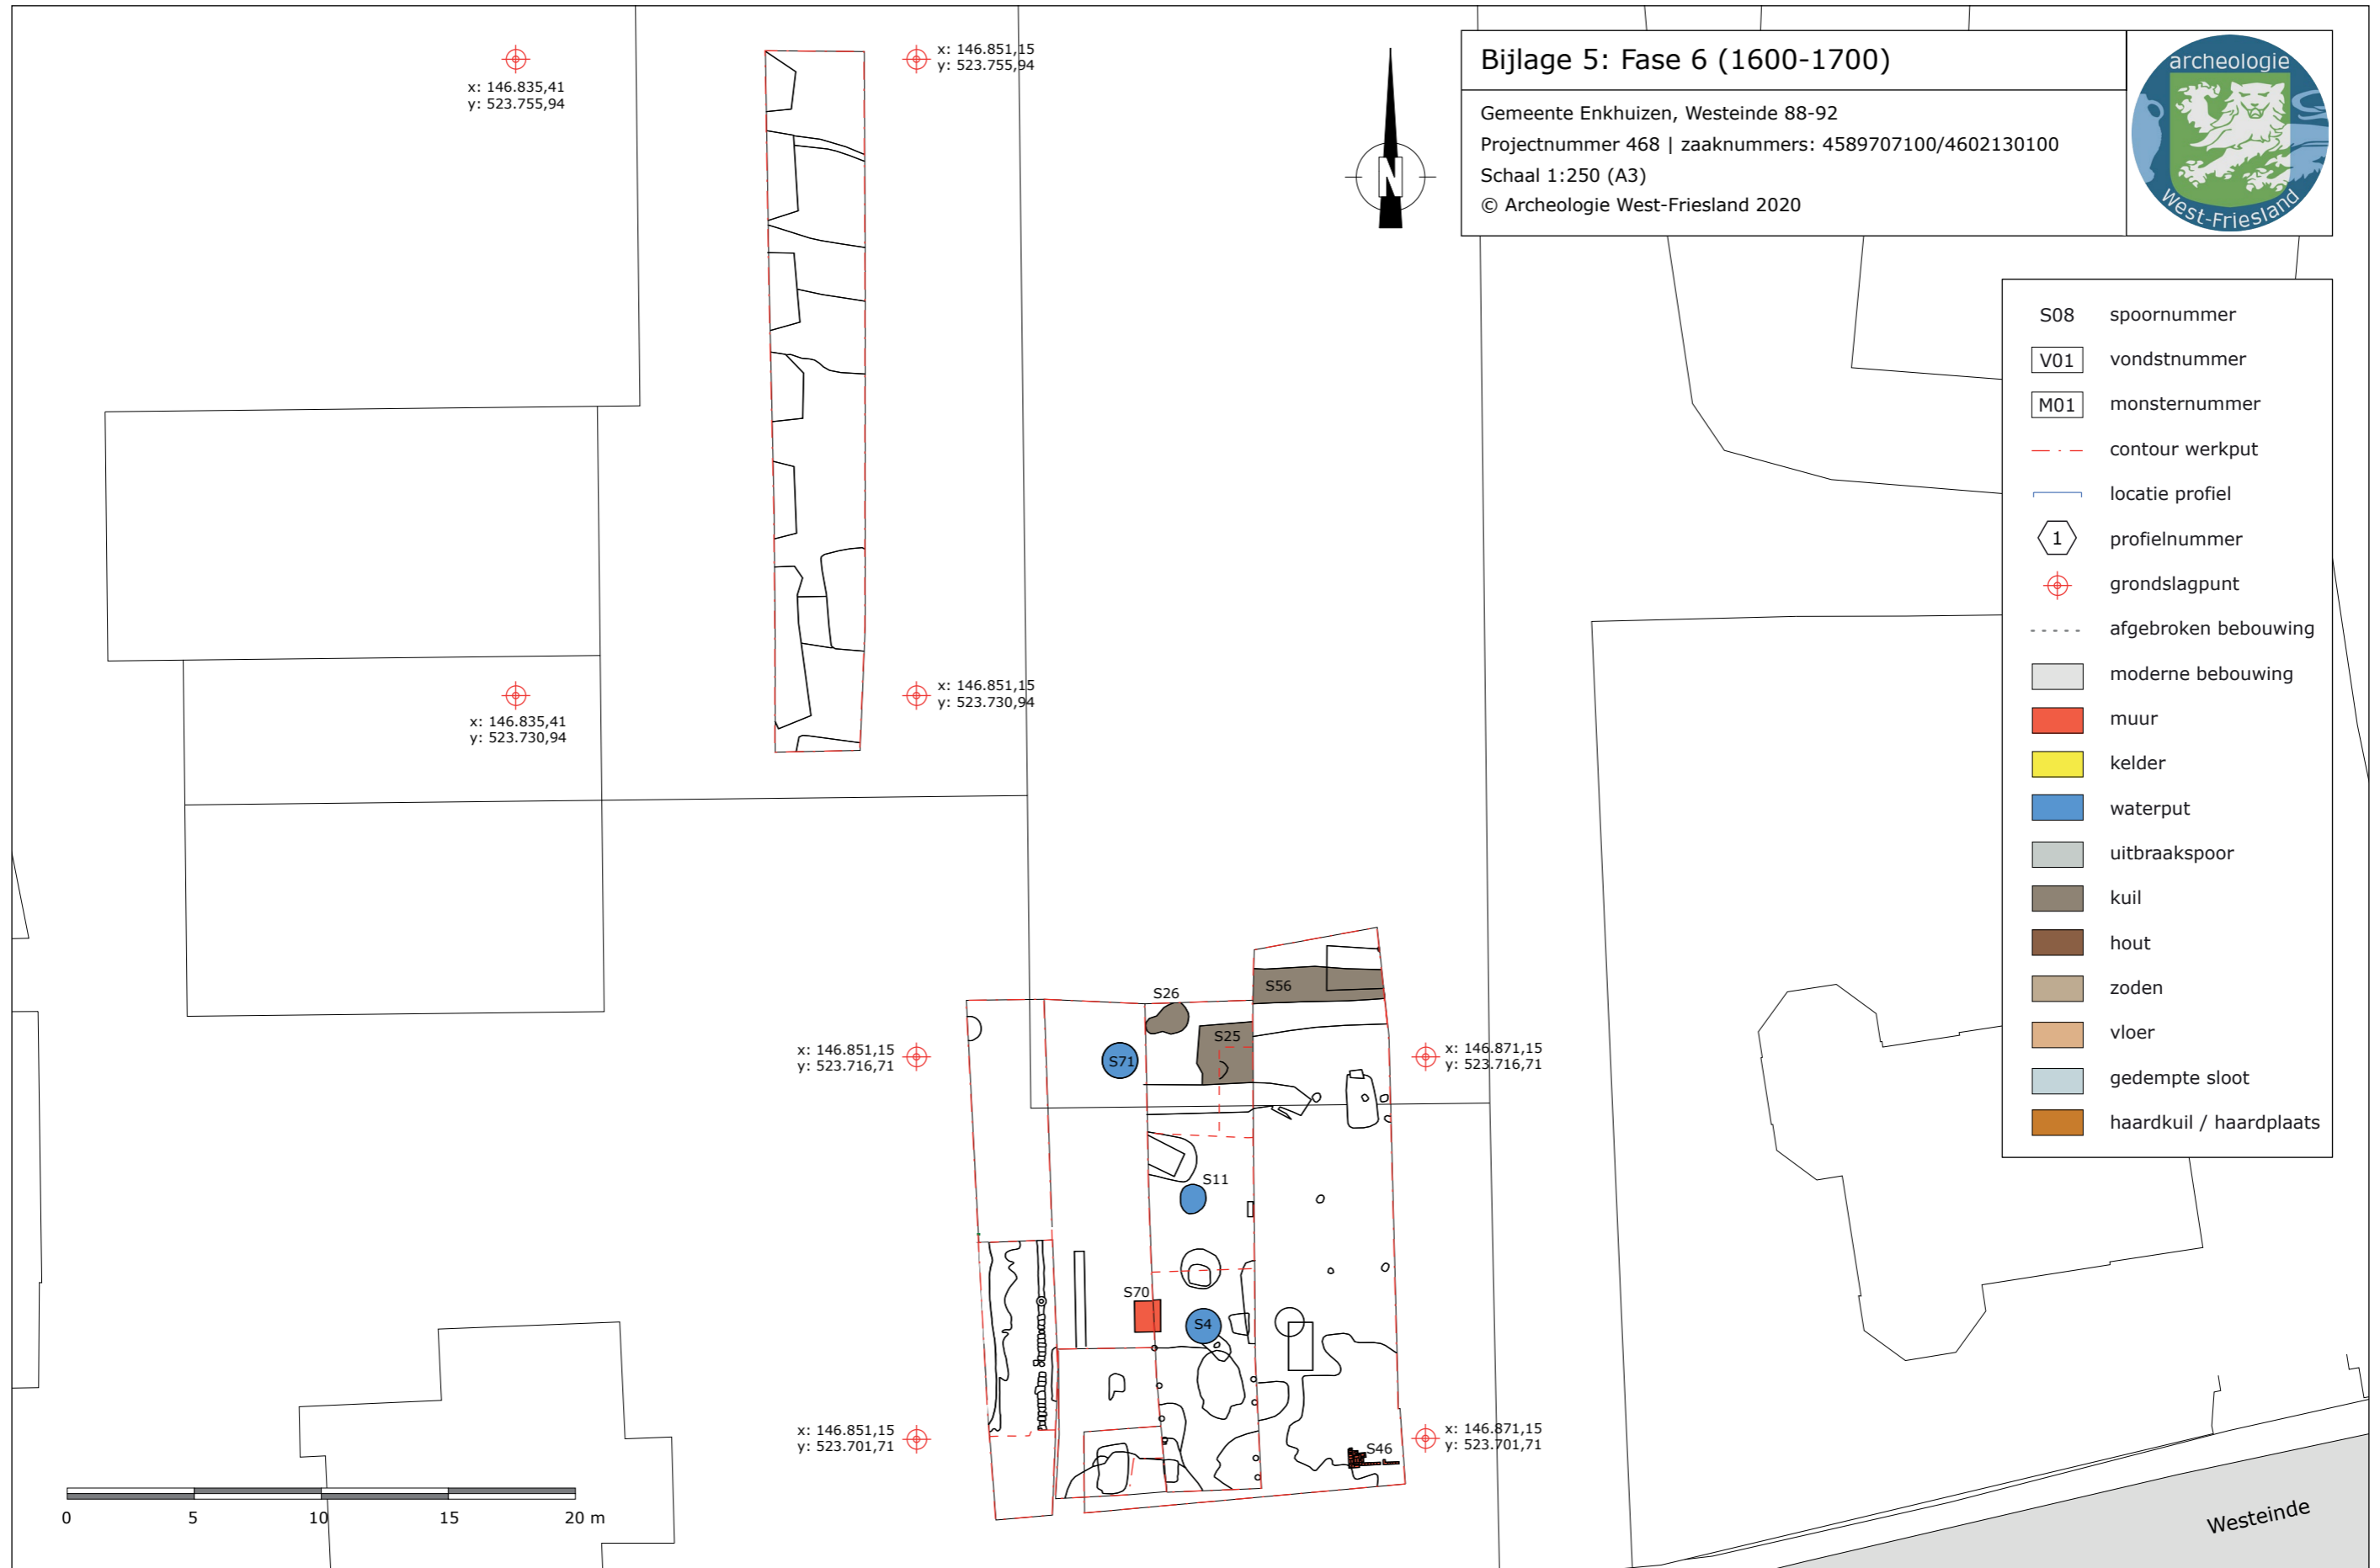 Bijlage 5: Fase 6 (1600-1700)
Gemeente Enkhuizen, Westeinde 88-92
Projectnummer 468 | zaaknummers: 4589707100/4602130100
Schaal 1:250 (A3)
© Archeologie West-Friesland 2020
archeologie
West-Friesland
x: 146.835,41
y: 523.755,94
x: 146.851,15
y: 523.755,94
N
S08 spoornummer
V01 vondstnummer
M01 monsternummer
contour werkput
locatie profiel
1 profielnummer
grondslagpunt
afgebroken bebouwing
moderne bebouwing
muur
kelder
waterput
uitbraakspoor
kuil
hout
zoden
vloer
gedempte sloot
haardkuil / haardplaats
x: 146.835,41
y: 523.730,94
x: 146.851,15
y: 523.730,94
S56
S26
S25
S71
x: 146.851,15
y: 523.716,71
x: 146.871,15
y: 523.716,71
S11
S70
S4
x: 146.851,15
y: 523.701,71
x: 146.871,15
y: 523.701,71
S46
0 5 10 15 20 m
Westeinde